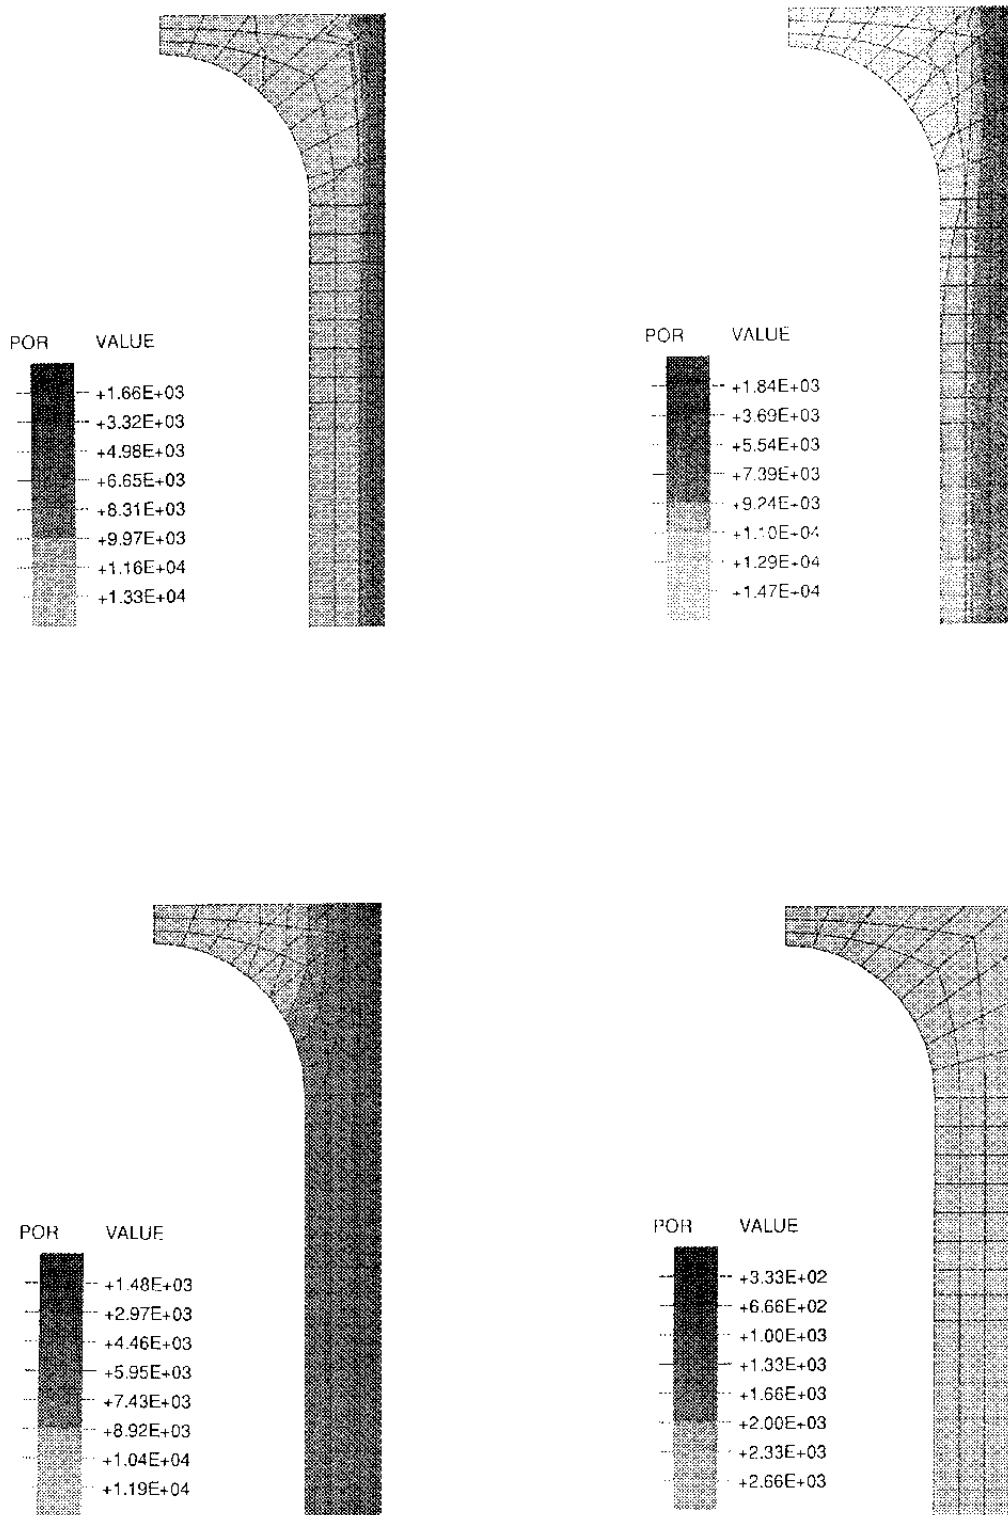 POR VALUE
+1.66E+03
+3.32E+03
+4.98E+03
+6.65E+03
+8.31E+03
+9.97E+03
+1.16E+04
+1.33E+04
POR VALUE
+1.84E+03
+3.69E+03
+5.54E+03
+7.39E+03
+9.24E+03
+1.10E+04
+1.29E+04
+1.47E+04
POR VALUE
+1.48E+03
+2.97E+03
+4.46E+03
+5.95E+03
+7.43E+03
+8.92E+03
+1.04E+04
+1.19E+04
POR VALUE
+3.33E+02
+6.66E+02
+1.00E+03
+1.33E+03
+1.66E+03
+2.00E+03
+2.33E+03
+2.66E+03